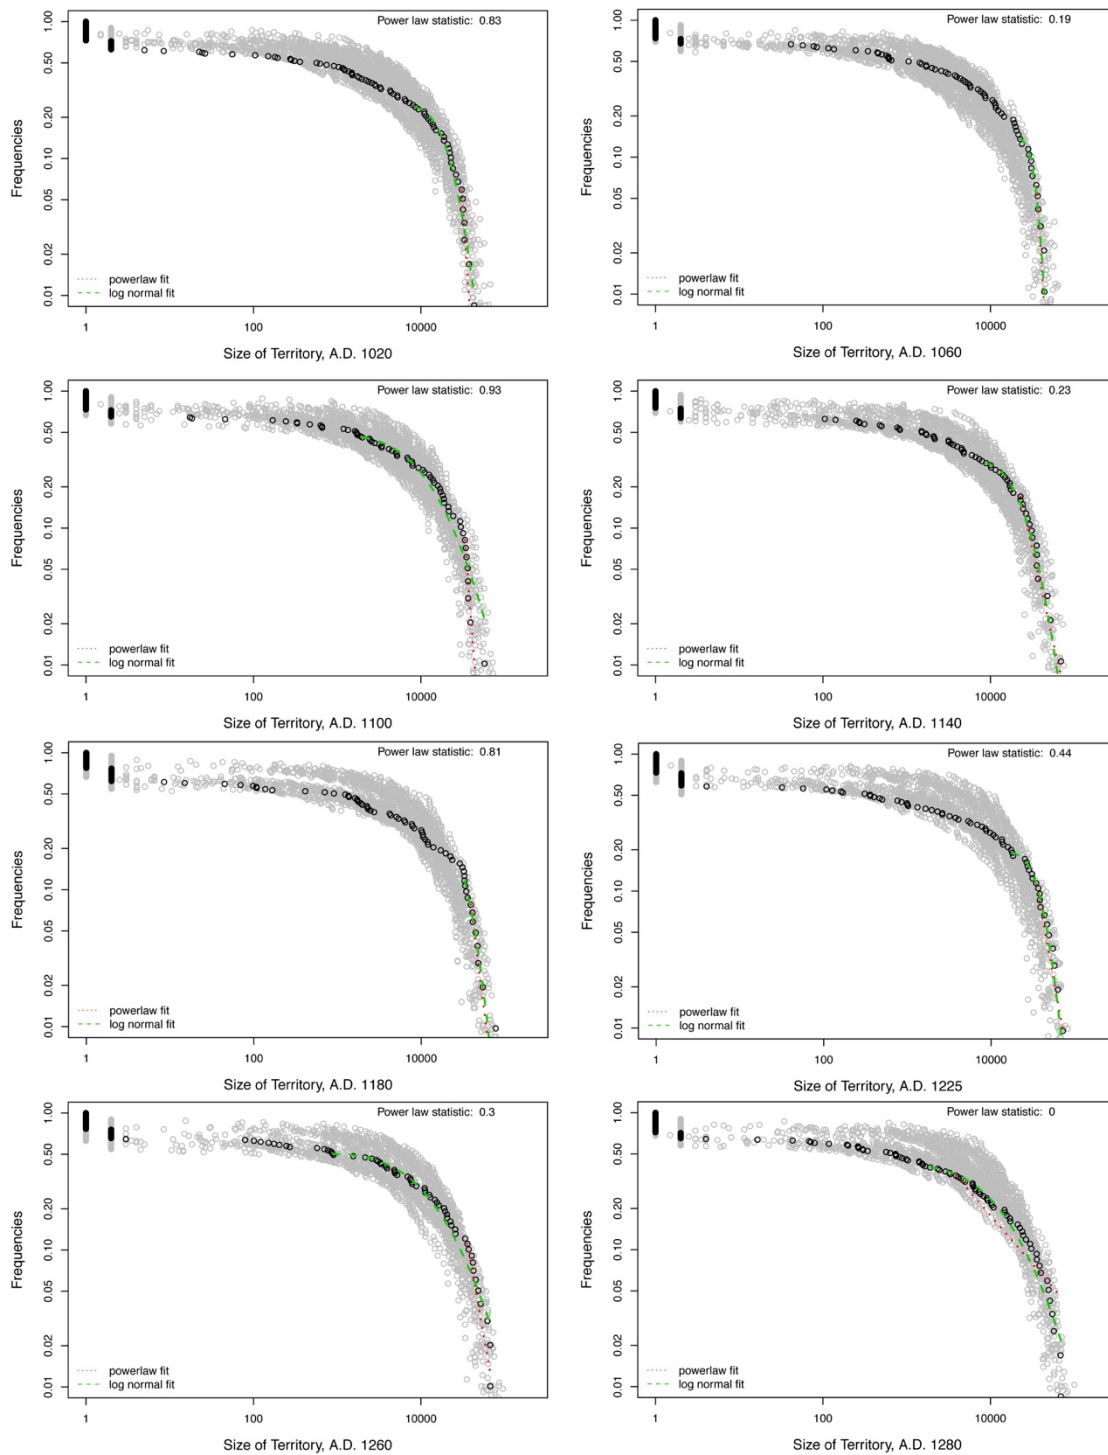 Power law statistic: 0.83
Frequencies
1.00
0.50
0.20
0.10
0.05
0.02
0.01
powerlaw fit
log normal fit
1 100 10000
Size of Territory, A.D. 1020
Power law statistic: 0.19
Frequencies
1.00
0.50
0.20
0.10
0.05
0.02
0.01
powerlaw fit
log normal fit
1 100 10000
Size of Territory, A.D. 1060
Power law statistic: 0.93
Frequencies
1.00
0.50
0.20
0.10
0.05
0.02
0.01
powerlaw fit
log normal fit
1 100 10000
Size of Territory, A.D. 1100
Power law statistic: 0.23
Frequencies
1.00
0.50
0.20
0.10
0.05
0.02
0.01
powerlaw fit
log normal fit
1 100 10000
Size of Territory, A.D. 1140
Power law statistic: 0.81
Frequencies
1.00
0.50
0.20
0.10
0.05
0.02
0.01
powerlaw fit
log normal fit
1 100 10000
Size of Territory, A.D. 1180
Power law statistic: 0.44
Frequencies
1.00
0.50
0.20
0.10
0.05
0.02
0.01
powerlaw fit
log normal fit
1 100 10000
Size of Territory, A.D. 1225
Power law statistic: 0.3
Frequencies
1.00
0.50
0.20
0.10
0.05
0.02
0.01
powerlaw fit
log normal fit
1 100 10000
Size of Territory, A.D. 1260
Power law statistic: 0
Frequencies
1.00
0.50
0.20
0.10
0.05
0.02
0.01
powerlaw fit
log normal fit
1 100 10000
Size of Territory, A.D. 1280